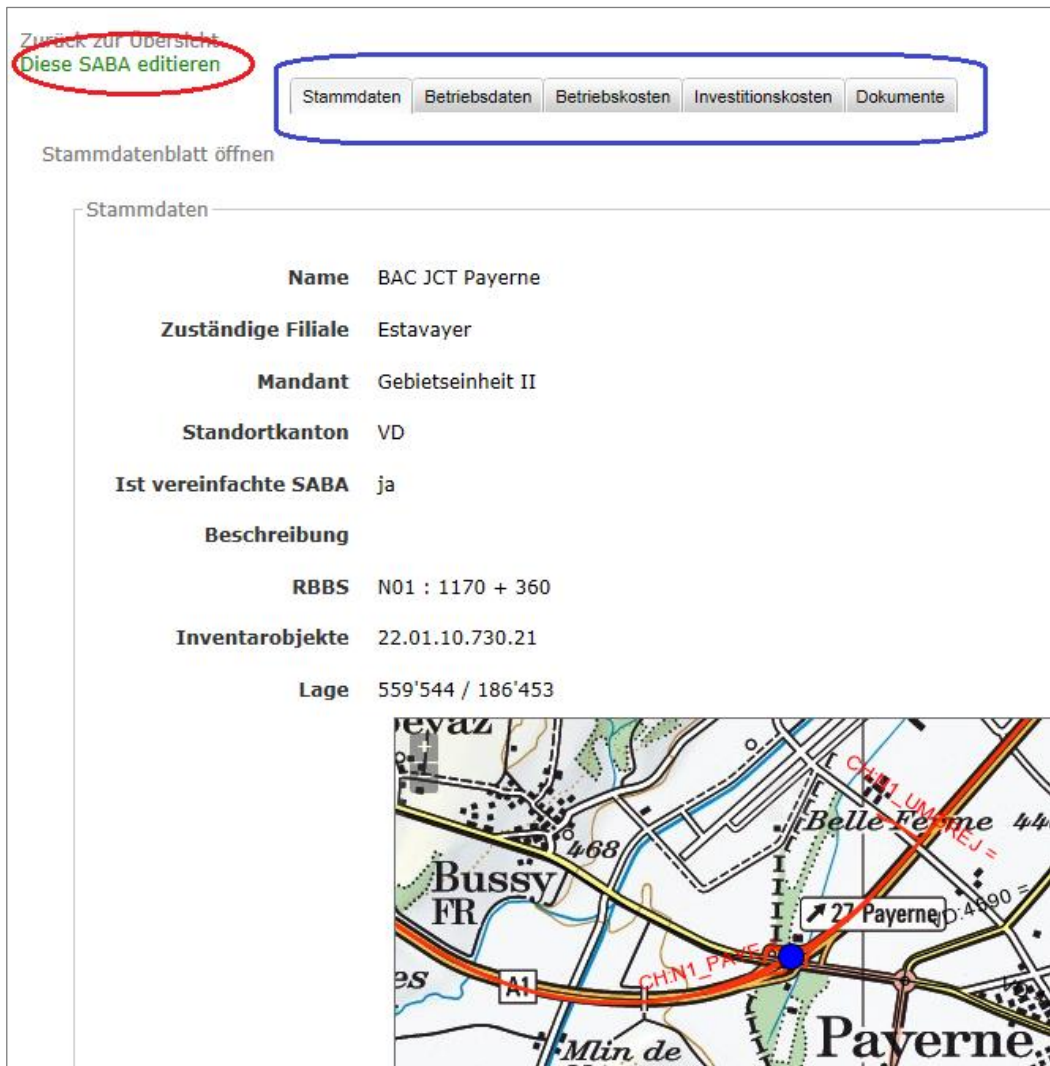 Zurück zur Übersicht
Diese SABA editieren
Stammdaten Betriebsdaten Betriebskosten Investitionskosten Dokumente
Stammdatenblatt öffnen
Stammdaten
Name BAC JCT Payerne
Zuständige Filiale Estavayer
Mandant Gebietseinheit II
Standortkanton VD
Ist vereinfachte SABA ja
Beschreibung
RBBS N01 : 1170 + 360
Inventarobjekte 22.01.10.730.21
Lage 559'544 / 186'453
+
Belle Ferme
468
Bussy
FR
27 Payerne
VD:4690 =
A1
Payerne
Mlin de